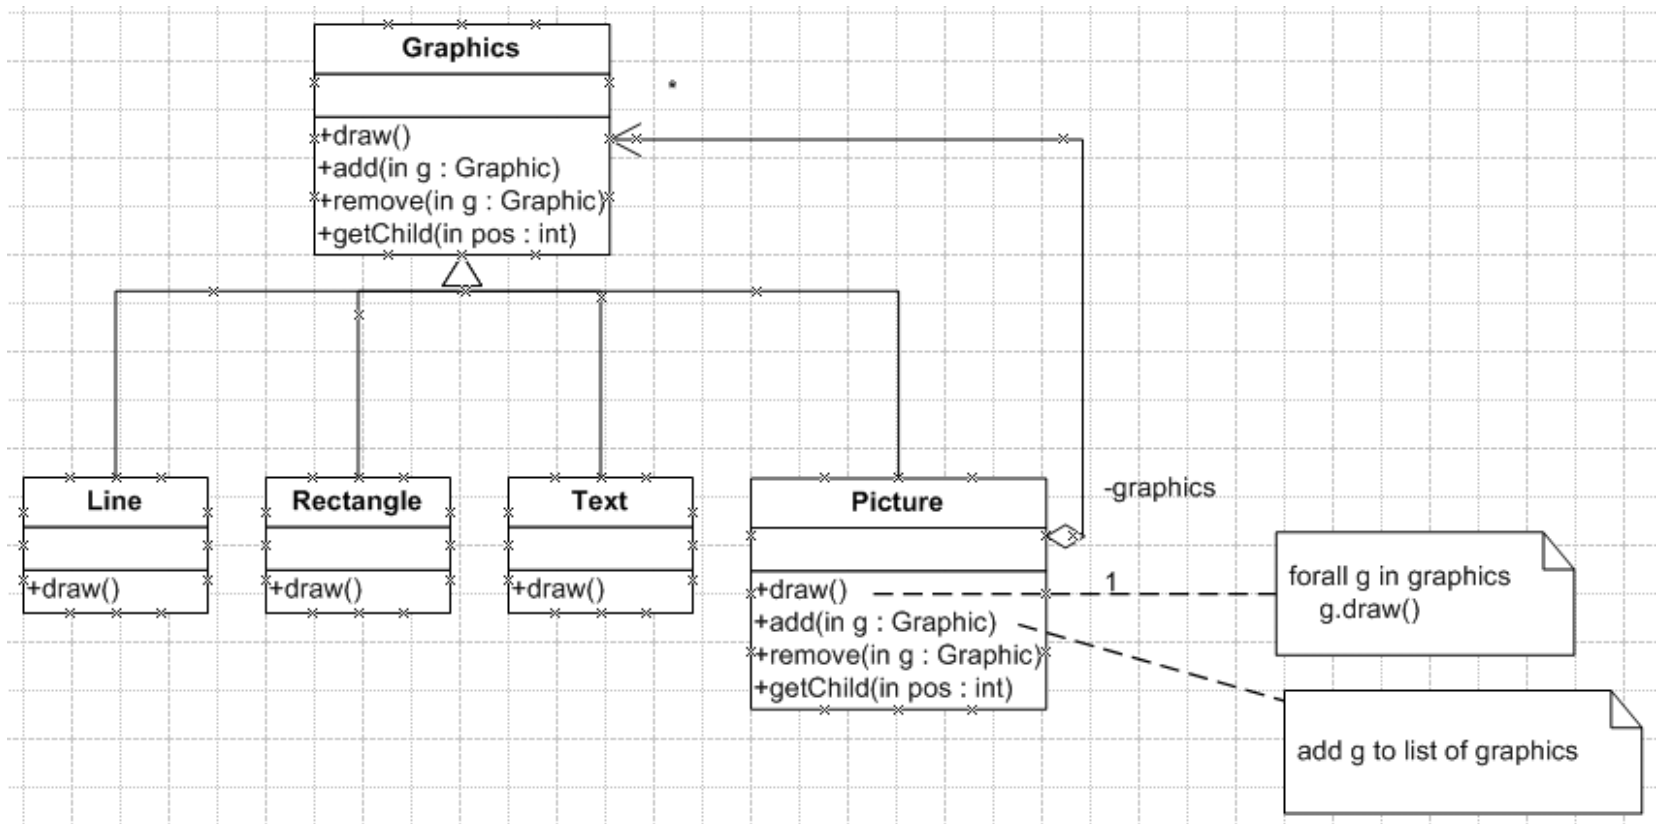 Graphics
*
+draw()
+add(in g : Graphic)
+remove(in g : Graphic)
+getChild(in pos : int)
Line
+draw()
Rectangle
+draw()
Text
+draw()
Picture
+draw()
+add(in g : Graphic)
+remove(in g : Graphic)
+getChild(in pos : int)
-graphics
1
forall g in graphics
g.draw()
add g to list of graphics